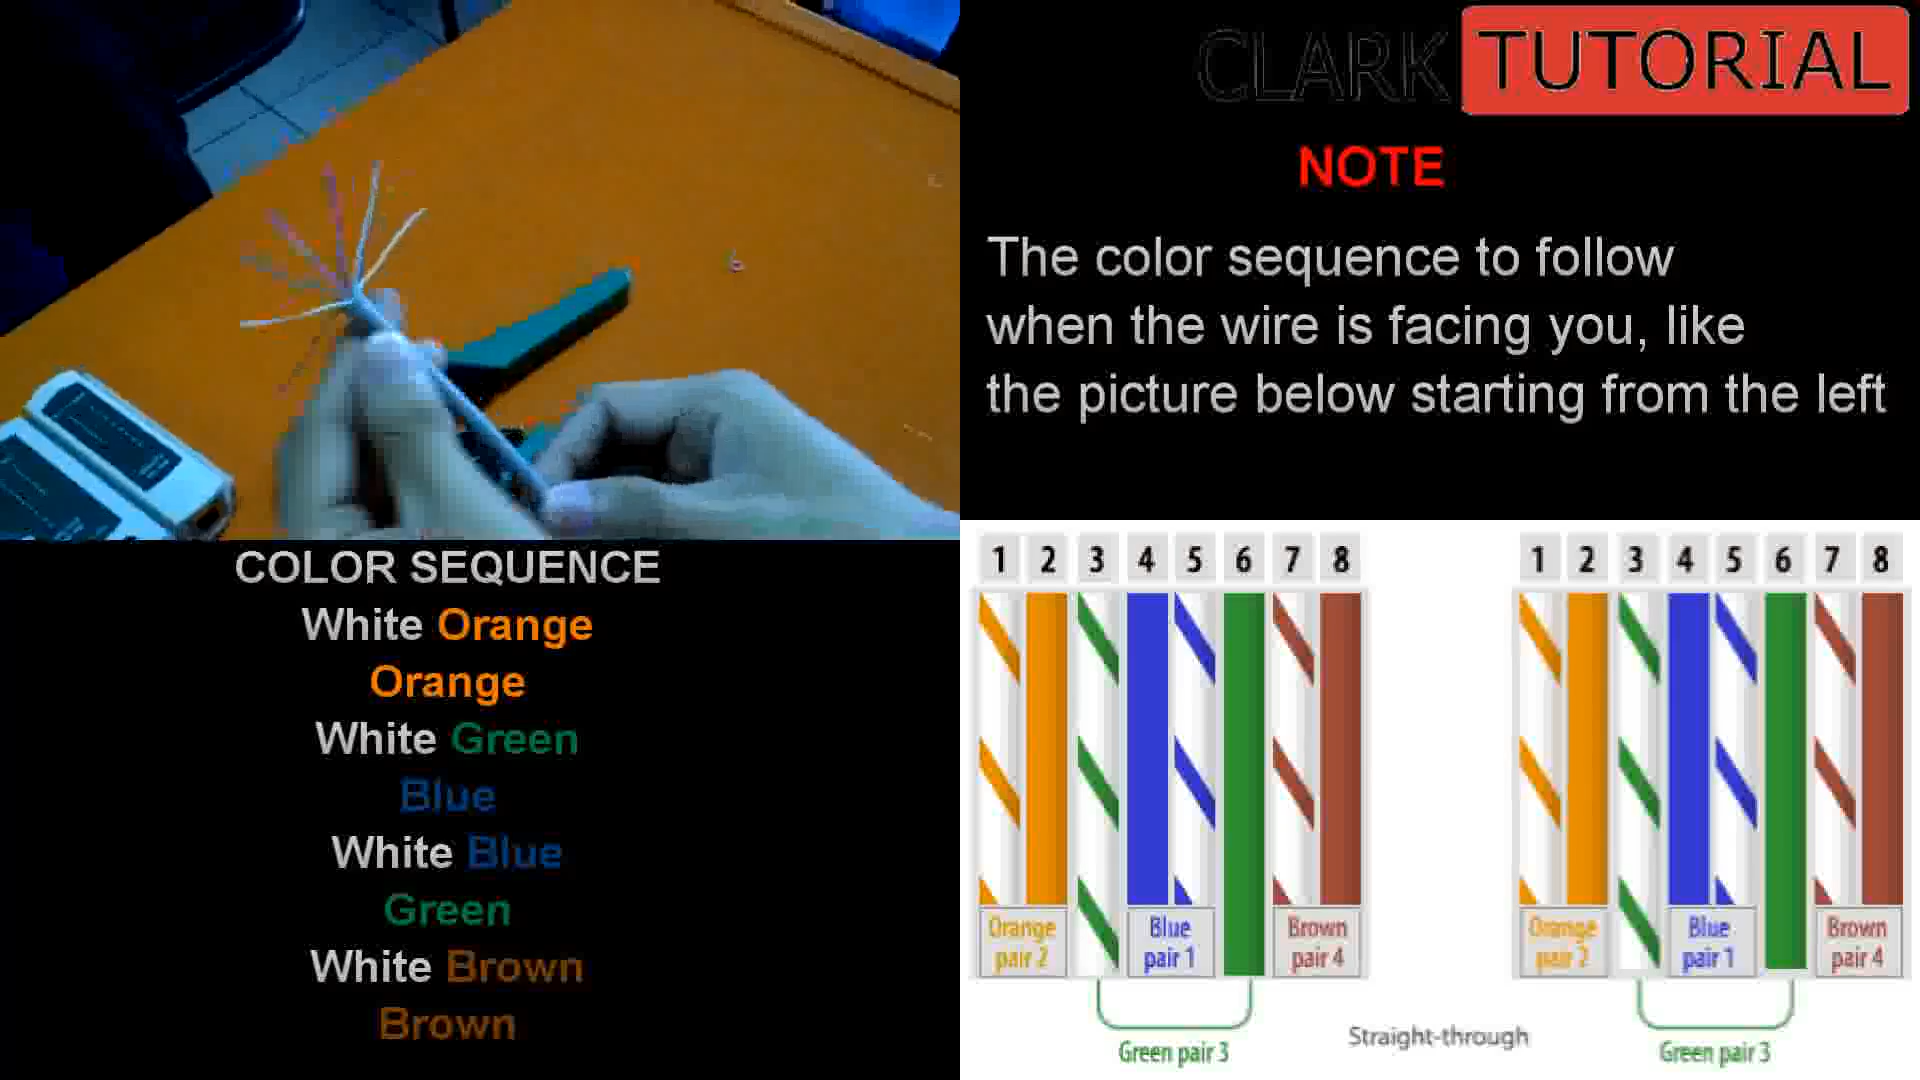 CLARK TUTORIAL
NOTE
The color sequence to follow
when the wire is facing you, like
the picture below starting from the left
COLOR SEQUENCE
White Orange
Orange
White Green
Blue
White Blue
Green
White Brown
Brown
1 2 3 4 5 6 7 8
Orange pair 2
Blue pair 1
Brown pair 4
Green pair 3
Straight-through
1 2 3 4 5 6 7 8
Orange pair 2
Blue pair 1
Brown pair 4
Green pair 3